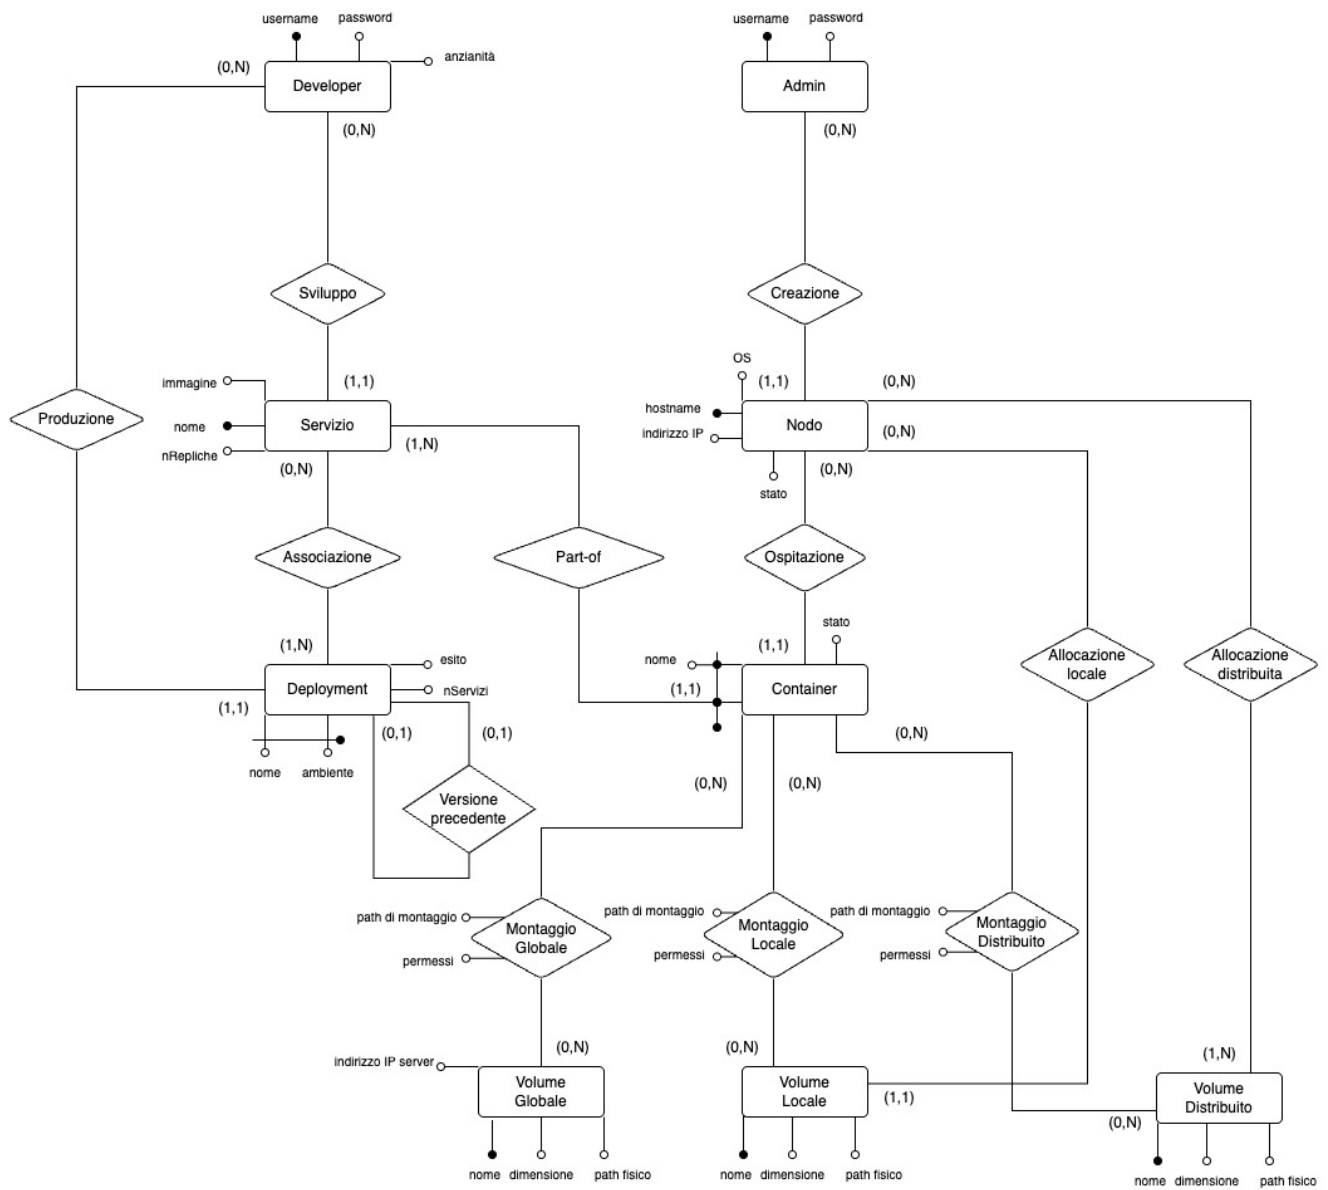 username
password
username
password
anzianità
(0,N)
Developer
Admin
(0,N)
(0,N)
Sviluppo
Creazione
OS
immagine
(1,1)
(1,1)
(0,N)
hostname
Produzione
nome
Servizio
indirizzo IP
Nodo
(0,N)
(1,N)
nRepliche
(0,N)
(0,N)
stato
Associazione
Part-of
Ospitazione
stato
(1,N)
(1,1)
esito
nome
Allocazione
locale
Allocazione
distribuita
Deployment
nServizi
(1,1)
Container
(1,1)
(0,1)
(0,1)
(0,N)
nome
ambiente
(0,N)
(0,N)
Versione
precedente
path di montaggio
Montaggio
Globale
permessi
path di montaggio
Montaggio
Locale
permessi
path di montaggio
Montaggio
Distribuito
permessi
(0,N)
(0,N)
(1,N)
indirizzo IP server
Volume
Globale
Volume
Locale
(1,1)
Volume
Distribuito
(0,N)
nome
dimensione
path fisico
nome
dimensione
path fisico
nome
dimensione
path fisico